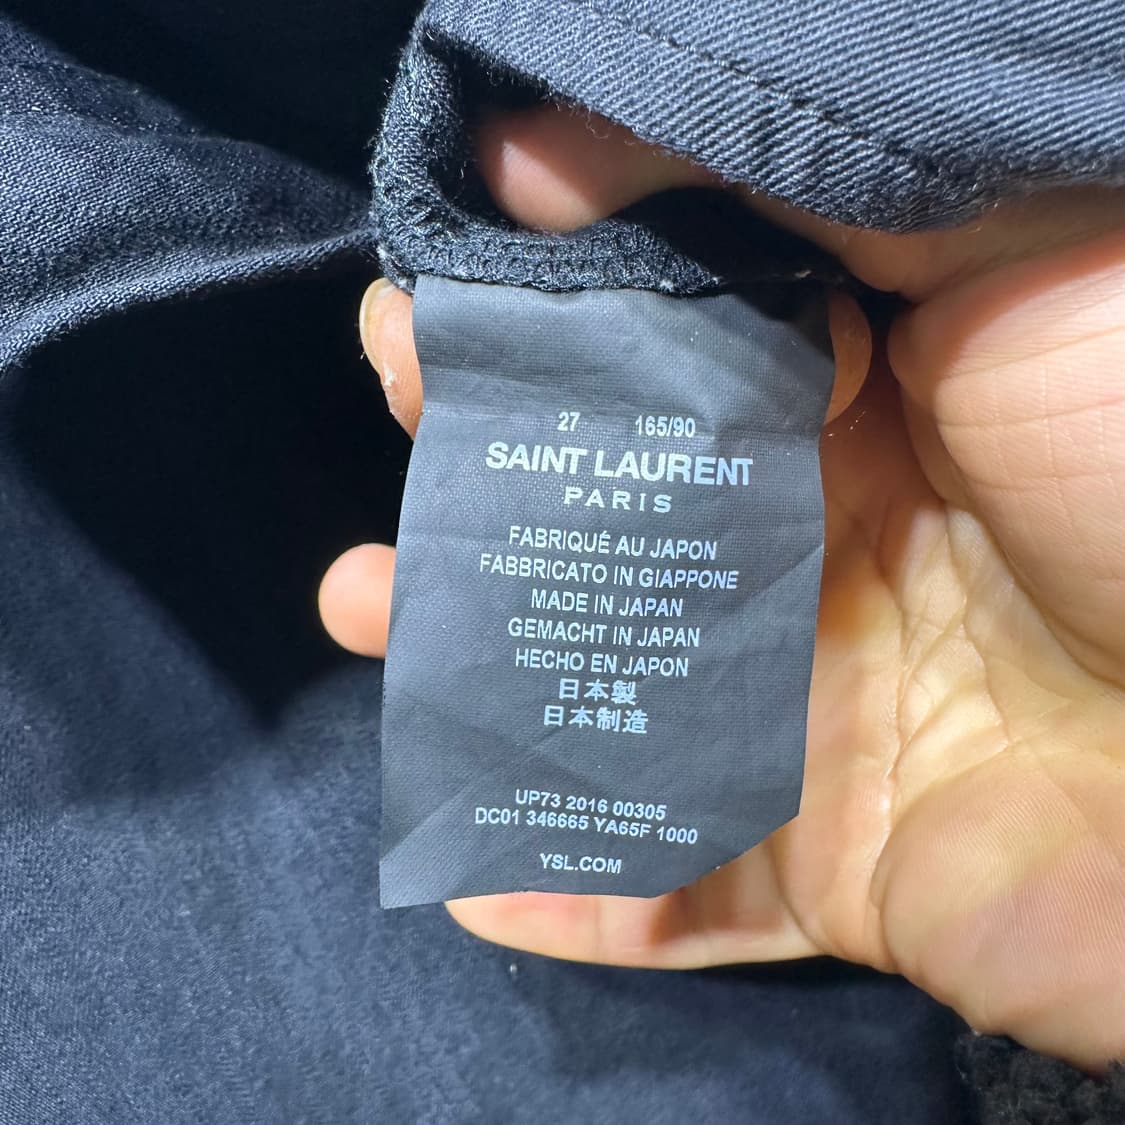 27 165/90
SAINT LAURENT
PARIS
FABRIQUÉ AU JAPON
FABBRICATO IN GIAPPONE
MADE IN JAPAN
GEMACHT IN JAPAN
HECHO EN JAPON
日本製
日本制造
UP73 2016 00305
DC01 346665 YA65F 1000
YSL.COM